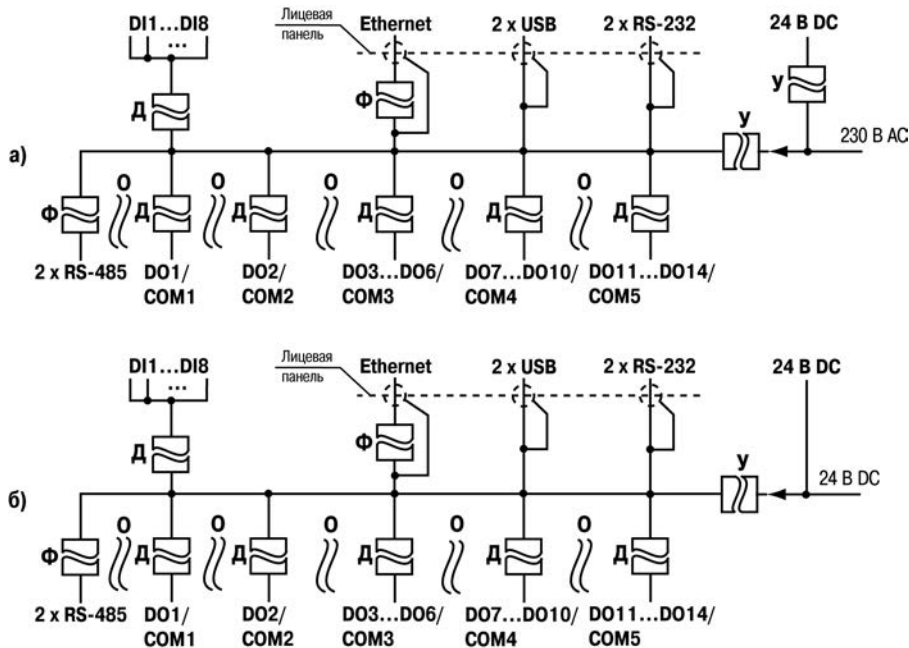 DI1...DI8
...
Лицевая
панель
Ethernet
2 x USB
2 x RS-232
24 В DC
Д
Ф
У
У
230 В AC
а)
Ф
О
Д
О
Д
О
Д
О
Д
О
Д
2 x RS-485
DO1/
COM1
DO2/
COM2
DO3...DO6/
COM3
DO7...DO10/
COM4
DO11...DO14/
COM5
DI1...DI8
...
Лицевая
панель
Ethernet
2 x USB
2 x RS-232
24 В DC
Д
Ф
У
24 В DC
б)
Ф
О
Д
О
Д
О
Д
О
Д
О
Д
2 x RS-485
DO1/
COM1
DO2/
COM2
DO3...DO6/
COM3
DO7...DO10/
COM4
DO11...DO14/
COM5